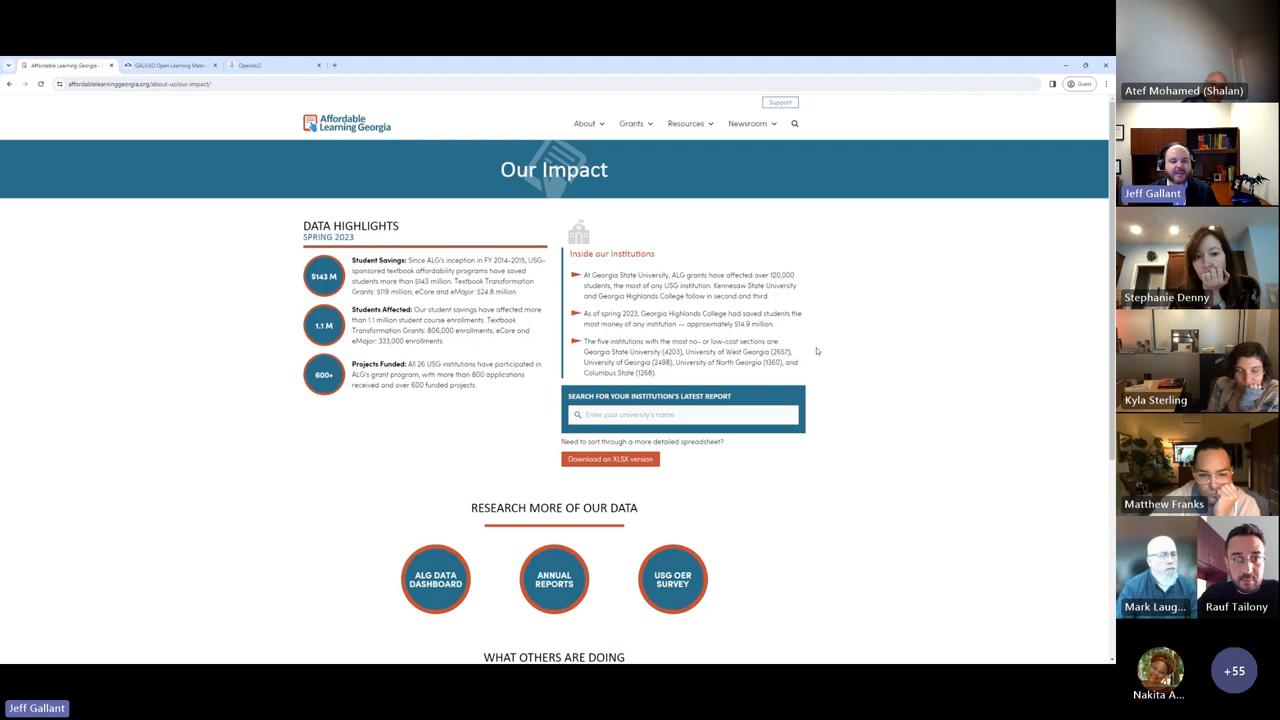 Affordable Learning Georgia -
GALILEO Open Learning Mater
OpenALG
affordablelearninggeorgia.org/about-us/our-impact/
Guest
Support
Affordable
Learning Georgia
About
Grants
Resources
Newsroom
Our Impact
DATA HIGHLIGHTS
SPRING 2023
$143 M
Student Savings: Since ALG's inception in FY 2014-2015, USG-
sponsored textbook affordability programs have saved
students more than $143 million. Textbook Transformation
Grants: $119 million; eCore and eMajor: $24.8 million
1.1 M
Students Affected: Our student savings have affected more
than 1.1 million student course enrollments. Textbook
Transformation Grants: 806,000 enrollments; eCore and
eMajor: 333,000 enrollments
600+
Projects Funded: All 26 USG institutions have participated in
ALG's grant program, with more than 800 applications
received and over 600 funded projects.
Inside our institutions
At Georgia State University, ALG grants have affected over 120,000
students, the most of any USG institution. Kennesaw State University
and Georgia Highlands College follow in second and third.
As of spring 2023, Georgia Highlands College had saved students the
most money of any institution -- approximately $14.9 million.
The five institutions with the most no- or low-cost sections are:
Georgia State University (4203), University of West Georgia (2657),
University of Georgia (2498), University of North Georgia (1360), and
Columbus State (1268).
SEARCH FOR YOUR INSTITUTION'S LATEST REPORT
Enter your university's name
Need to sort through a more detailed spreadsheet?
Download an XLSX version
RESEARCH MORE OF OUR DATA
ALG DATA
DASHBOARD
ANNUAL
REPORTS
USG OER
SURVEY
WHAT OTHERS ARE DOING
Jeff Gallant
Atef Mohamed (Shalan)
Jeff Gallant
Stephanie Denny
Kyla Sterling
Matthew Franks
Mark Laug...
Rauf Tailony
Nakita A...
+55